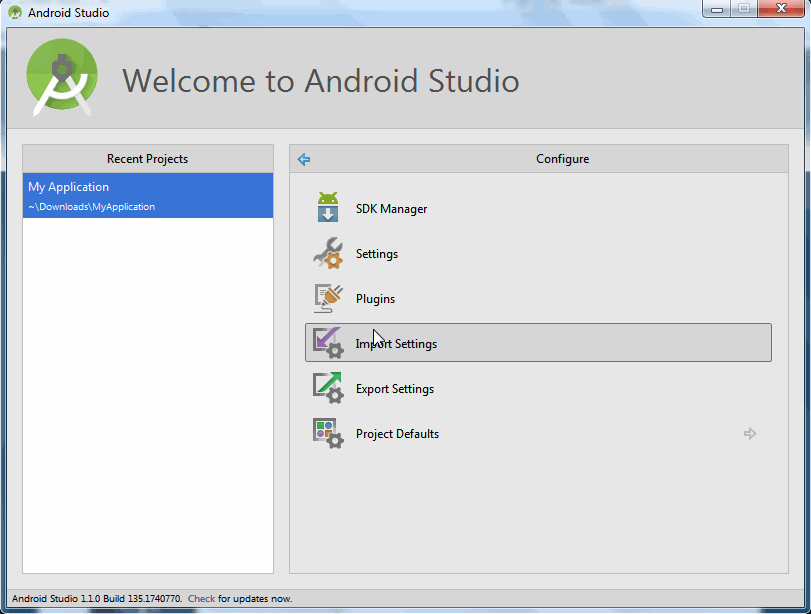 Android Studio
Welcome to Android Studio
Recent Projects
My Application
~\Downloads\MyApplication
Configure
SDK Manager
Settings
Plugins
Import Settings
Export Settings
Project Defaults
Android Studio 1.1.0 Build 135.1740770. Check for updates now.